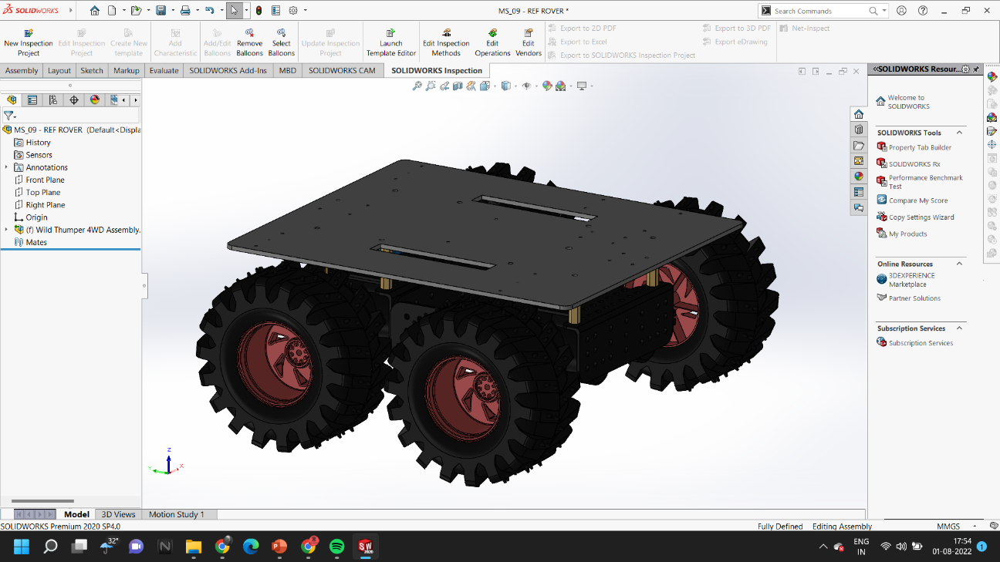 SOLIDWORKS
MS_09 - REF ROVER *
Search Commands
New Inspection
Project
Edit Inspection
Project
Create New
template
Add
Characteristic
Add/Edit
Balloons
Remove
Balloons
Select
Balloons
Update Inspection
Project
Launch
Template Editor
Edit Inspection
Methods
Edit
Operations
Edit
Vendors
Export to 2D PDF
Export to Excel
Export to SOLIDWORKS Inspection Project
Export to 3D PDF
Export eDrawing
Net-Inspect
Assembly
Layout
Sketch
Markup
Evaluate
SOLIDWORKS Add-Ins
MBD
SOLIDWORKS CAM
SOLIDWORKS Inspection
MS_09 - REF ROVER (Default<Displa
History
Sensors
Annotations
Front Plane
Top Plane
Right Plane
Origin
(f) Wild Thumper 4WD Assembly.
Mates
Z
Y
X
SOLIDWORKS Resour...
Welcome to
SOLIDWORKS
SOLIDWORKS Tools
Property Tab Builder
SOLIDWORKS Rx
Performance Benchmark
Test
Compare My Score
Copy Settings Wizard
My Products
Online Resources
3DEXPERIENCE
Marketplace
Partner Solutions
Subscription Services
Subscription Services
Model
3D Views
Motion Study 1
SOLIDWORKS Premium 2020 SP4.0
Fully Defined
Editing Assembly
MMGS
32°
ENG
IN
17:54
01-08-2022
1